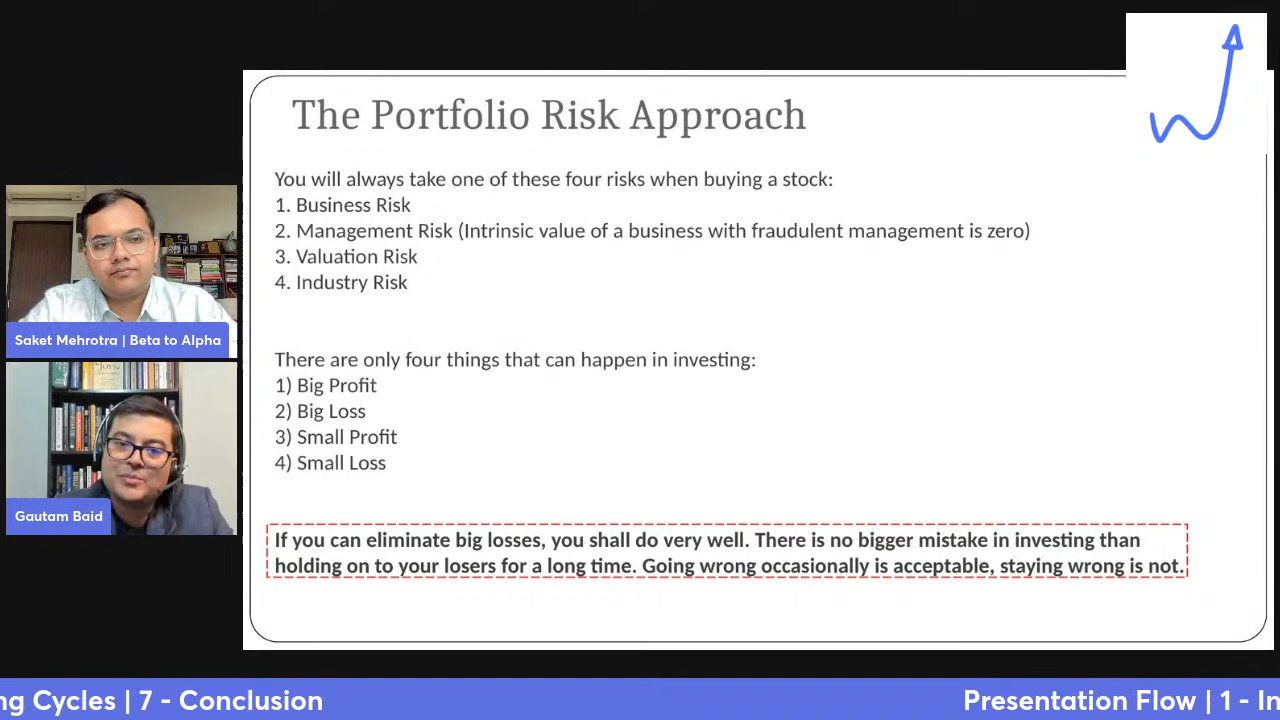 The Portfolio Risk Approach
You will always take one of these four risks when buying a stock:
1. Business Risk
2. Management Risk (Intrinsic value of a business with fraudulent management is zero)
3. Valuation Risk
4. Industry Risk
There are only four things that can happen in investing:
1) Big Profit
2) Big Loss
3) Small Profit
4) Small Loss
If you can eliminate big losses, you shall do very well. There is no bigger mistake in investing than
holding on to your losers for a long time. Going wrong occasionally is acceptable, staying wrong is not.
Saket Mehrotra | Beta to Alpha
Gautam Baid
ng Cycles | 7 - Conclusion
Presentation Flow | 1 - In